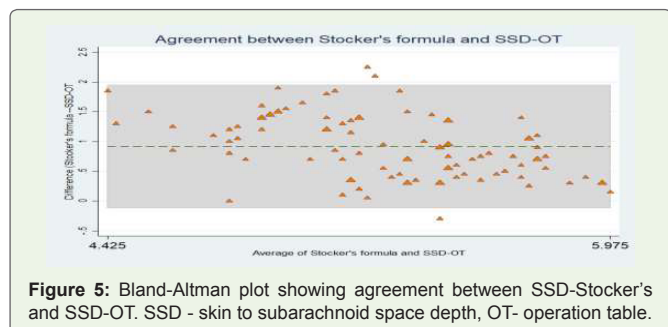 Agreement between Stocker's formula and SSD-OT
Difference (Stocker's formula –SSD-OT
2.5
2
1.5
1
.5
0
-.5
4.425
5.975
Average of Stocker's formula and SSD-OT
Figure 5: Bland-Altman plot showing agreement between SSD-Stocker's
and SSD-OT. SSD - skin to subarachnoid space depth, OT- operation table.